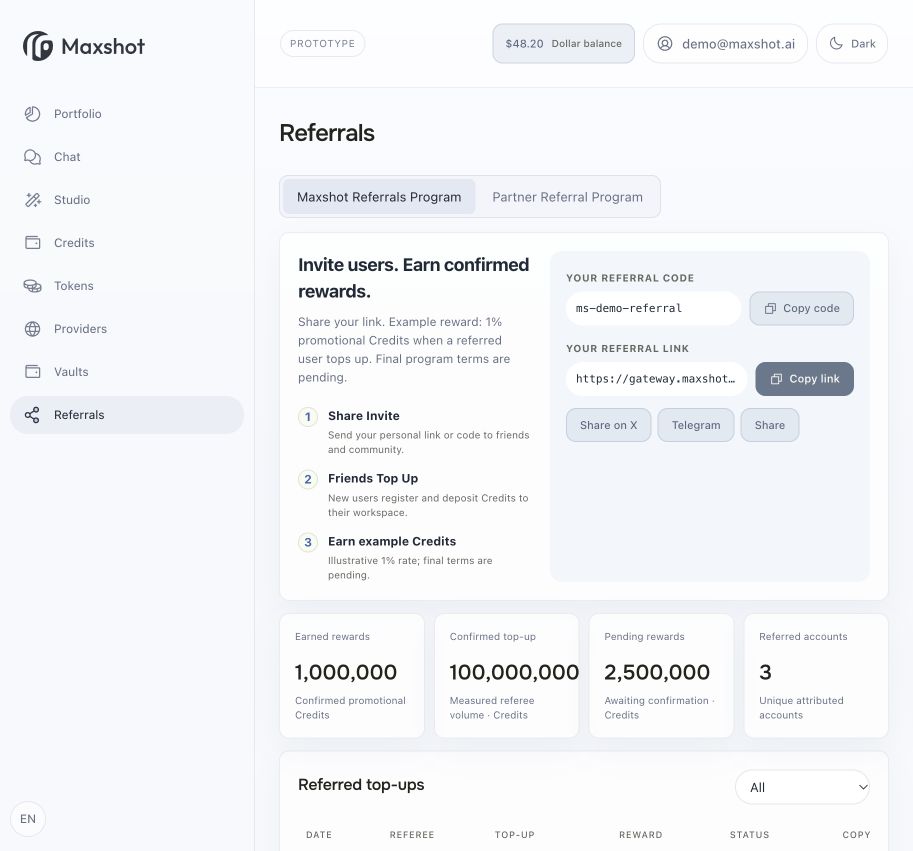 Maxshot
PROTOTYPE
$48.20 Dollar balance
demo@maxshot.ai
Dark
Portfolio
Chat
Studio
Credits
Tokens
Providers
Vaults
Referrals
EN
Referrals
Maxshot Referrals Program
Partner Referral Program
Invite users. Earn confirmed
rewards.
Share your link. Example reward: 1%
promotional Credits when a referred
user tops up. Final program terms are
pending.
1 Share Invite
Send your personal link or code to friends
and community.
2 Friends Top Up
New users register and deposit Credits to
their workspace.
3 Earn example Credits
Illustrative 1% rate; final terms are
pending.
YOUR REFERRAL CODE
ms-demo-referral
Copy code
YOUR REFERRAL LINK
https://gateway.maxshot…
Copy link
Share on X
Telegram
Share
Earned rewards
1,000,000
Confirmed promotional
Credits
Confirmed top-up
100,000,000
Measured referee
volume · Credits
Pending rewards
2,500,000
Awaiting confirmation ·
Credits
Referred accounts
3
Unique attributed
accounts
Referred top-ups
All
DATE REFEREE TOP-UP REWARD STATUS COPY